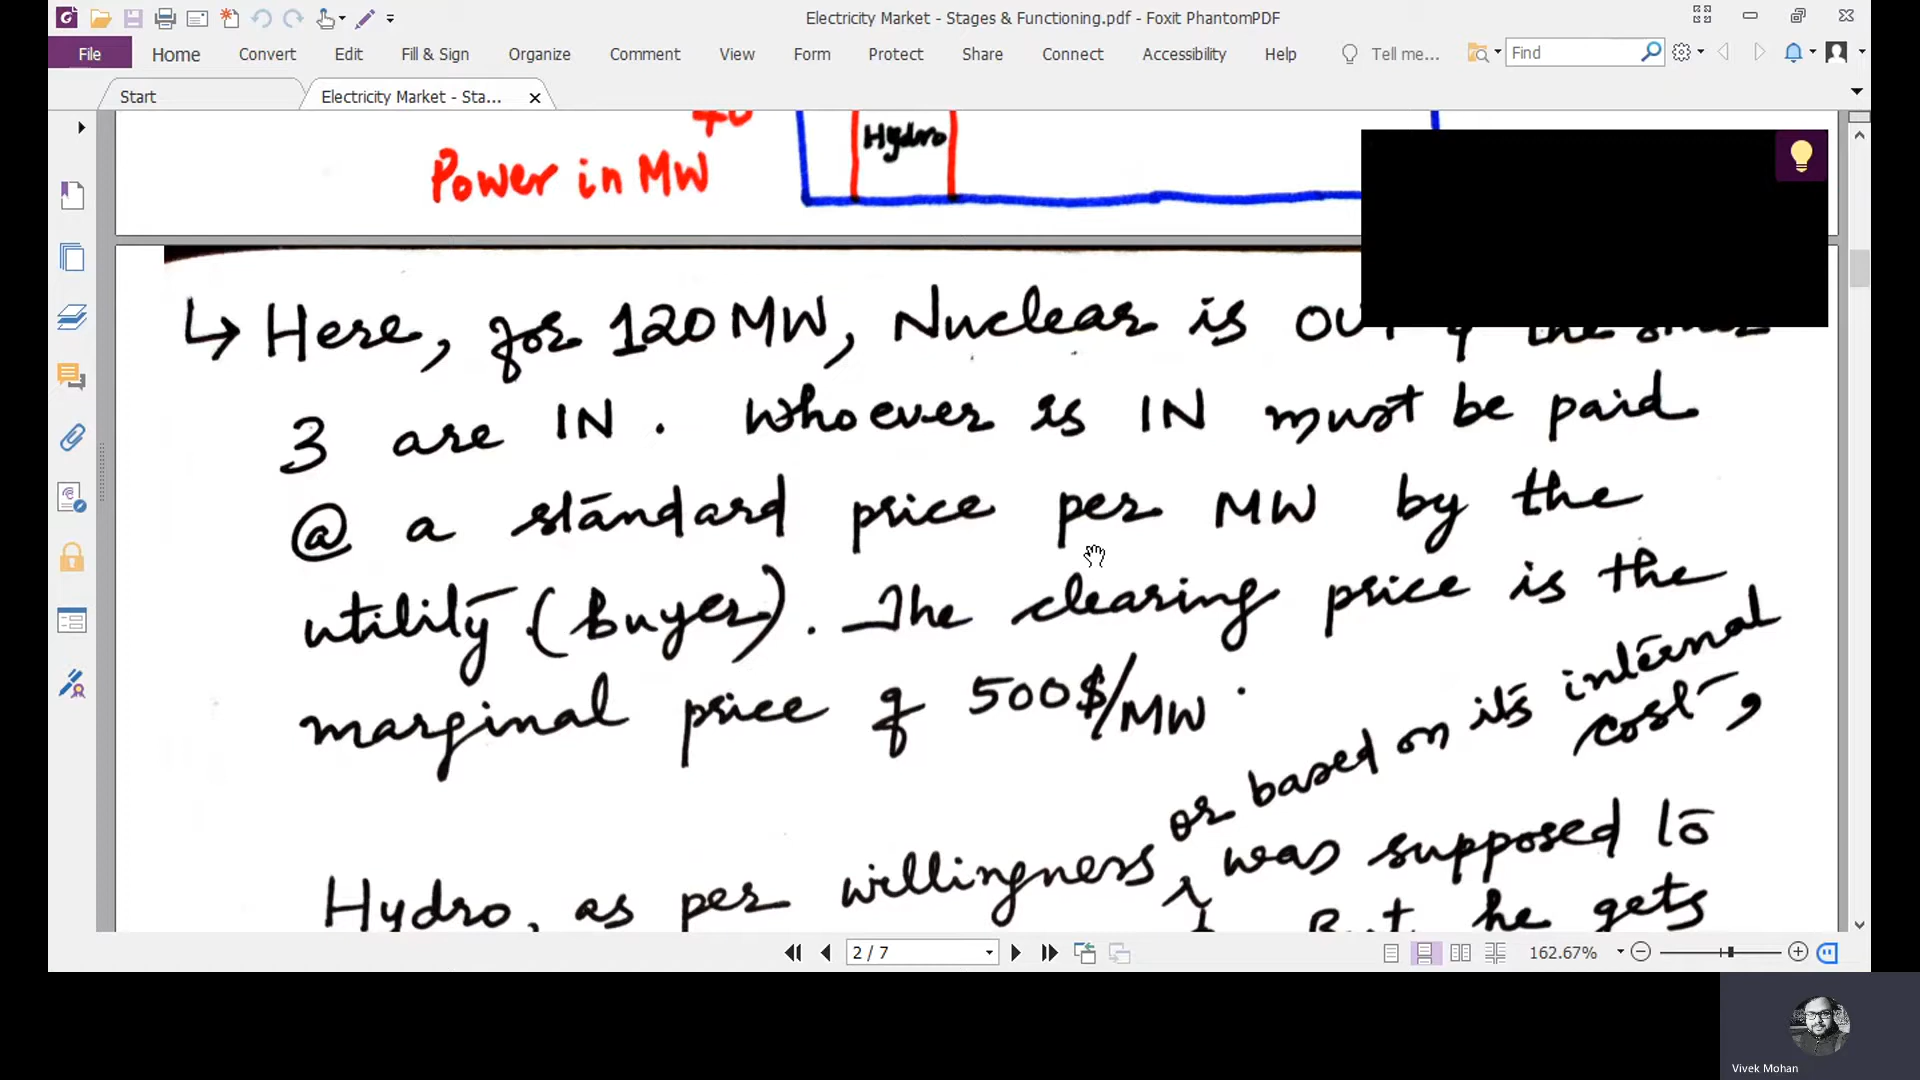 Electricity Market - Stages & Functioning.pdf - Foxit PhantomPDF
File Home Convert Edit Fill & Sign Organize Comment View Form Protect Share Connect Accessibility Help Tell me... Find
Start Electricity Market - Sta...
Hydro
Power in MW
↳ Here, for 120 MW, Nuclear is OUT & the
3 are IN. Whoever is IN must be paid
@ a standard price per MW by the
utility (buyer). The clearing price is the
marginal price of 500$/MW.
or based on its internal
cost,
Hydro, as per willingness was supposed to
But he gets
2 / 7 162.67%
Vivek Mohan